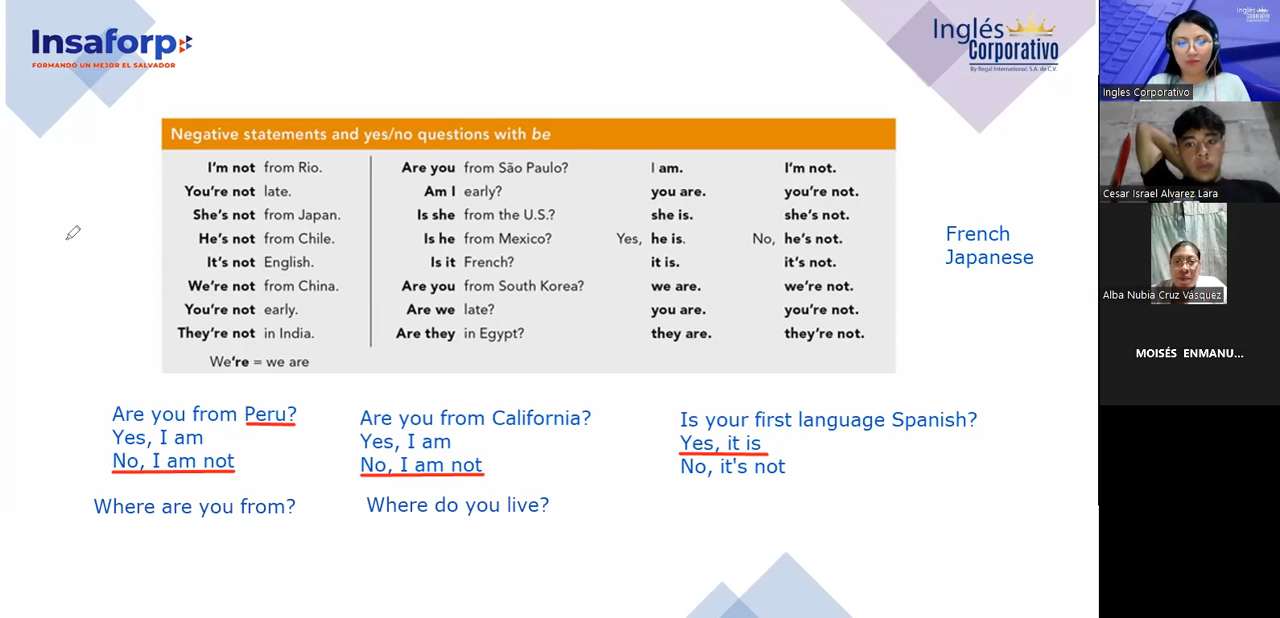 Insaforp
FORMANDO UN MEJOR EL SALVADOR
Inglés
Corporativo
By Regal International, S.A. de C.V.
Negative statements and yes/no questions with be
I'm not from Rio. Are you from São Paulo? I am. I'm not.
You're not late. Am I early? you are. you're not.
She's not from Japan. Is she from the U.S.? she is. she's not.
He's not from Chile. Is he from Mexico? Yes, he is. No, he's not.
It's not English. Is it French? it is. it's not.
We're not from China. Are you from South Korea? we are. we're not.
You're not early. Are we late? you are. you're not.
They're not in India. Are they in Egypt? they are. they're not.
We're = we are
French
Japanese
Are you from Peru?
Yes, I am
No, I am not
Where are you from?
Are you from California?
Yes, I am
No, I am not
Where do you live?
Is your first language Spanish?
Yes, it is
No, it's not
Inglés
Ingles Corporativo
Cesar Israel Alvarez Lara
Alba Nubia Cruz Vásquez
MOISÉS ENMANU...